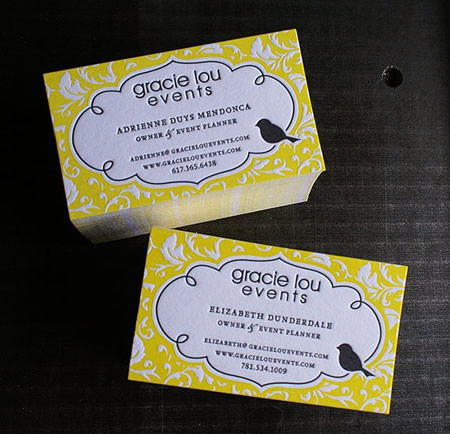 gracie lou
events
ADRIENNE DUYS MENDONCA
OWNER & EVENT PLANNER
ADRIENNE@GRACIELOUEVENTS.COM
WWW.GRACIELOUEVENTS.COM
617.365.6438
gracie lou
events
ELIZABETH DUNDERDALE
OWNER & EVENT PLANNER
ELIZABETH@GRACIELOUEVENTS.COM
WWW.GRACIELOUEVENTS.COM
781.534.1009